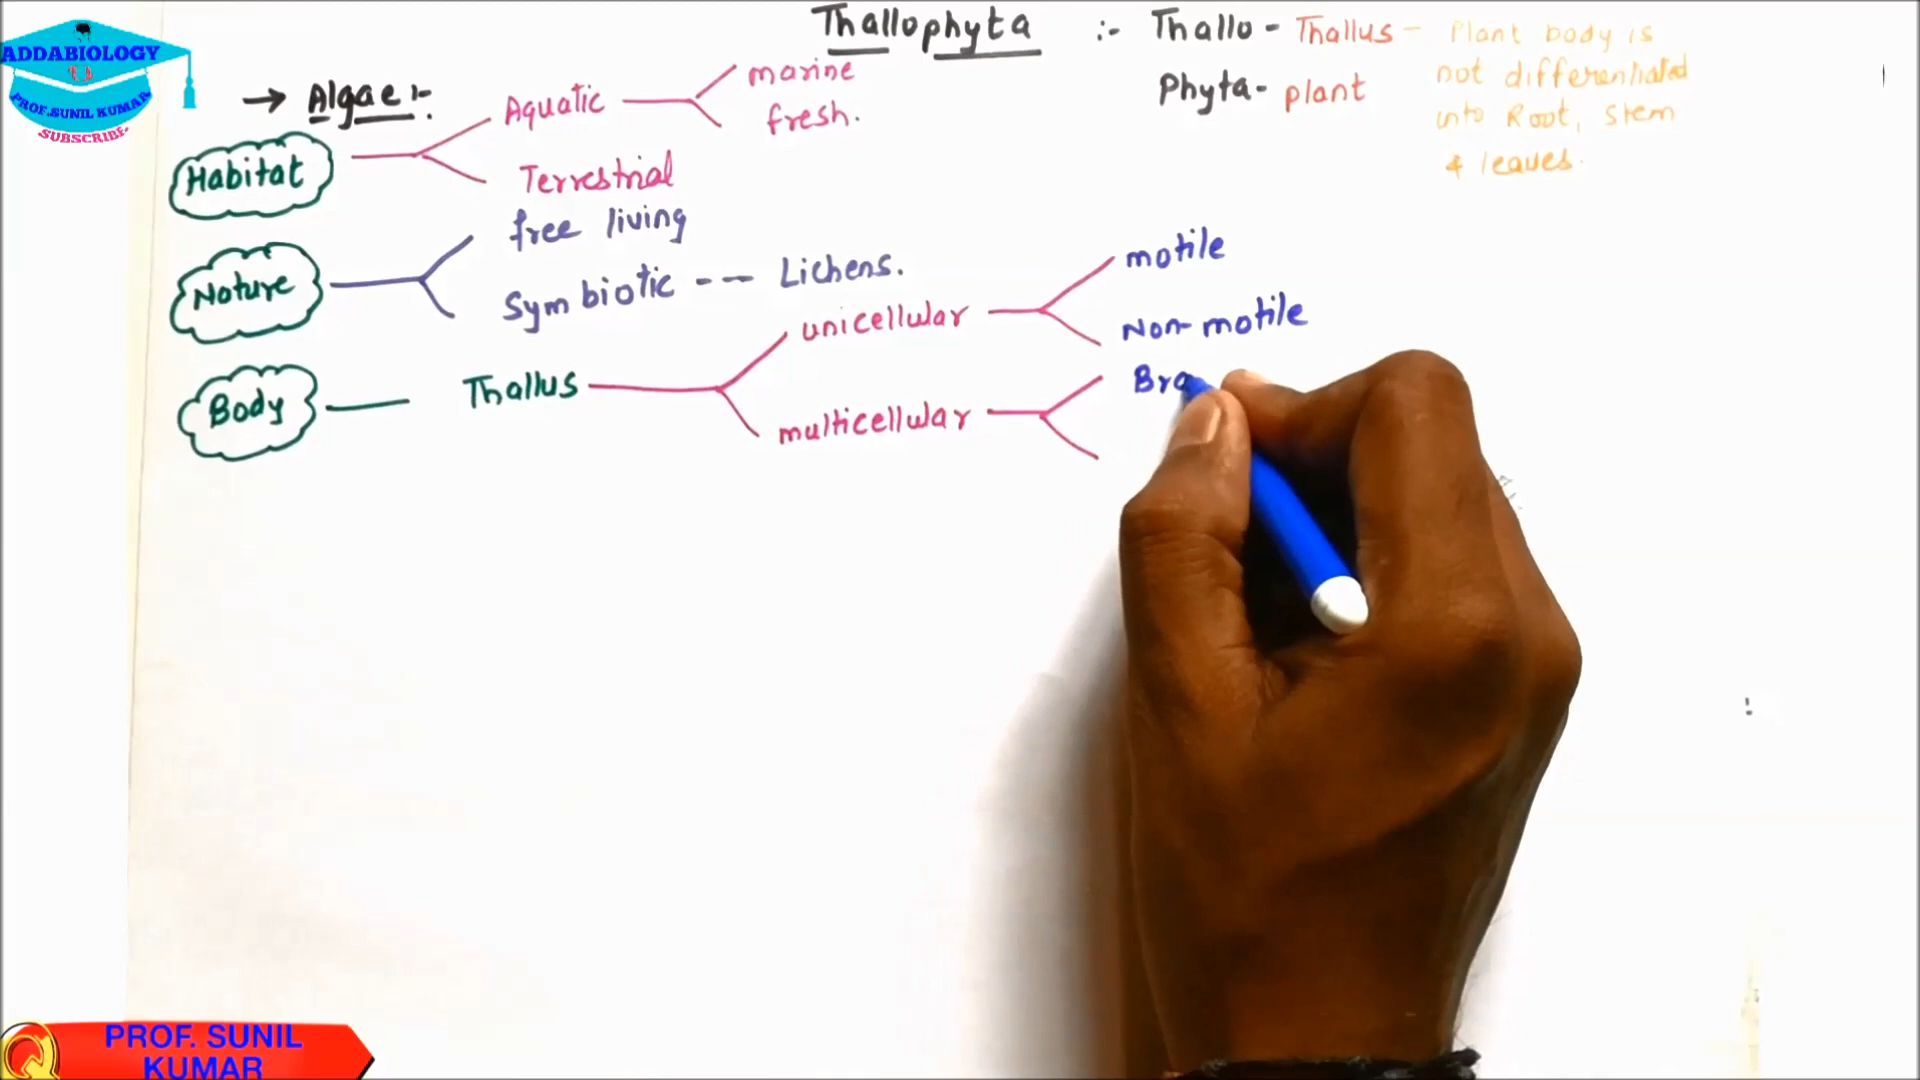 Thallophyta :- Thallo - Thallus - Plant body is
not differentiated
into Root, stem
& leaves.
Phyta - plant
ADDABIOLOGY
PROF.SUNIL KUMAR
SUBSCRIBE
→ Algae:-
Habitat
Aquatic
marine
fresh.
Terrestrial
Nature
free living
Symbiotic --- Lichens.
Body
Thallus
unicellular
motile
Non-motile
multicellular
Bra
PROF. SUNIL
KUMAR